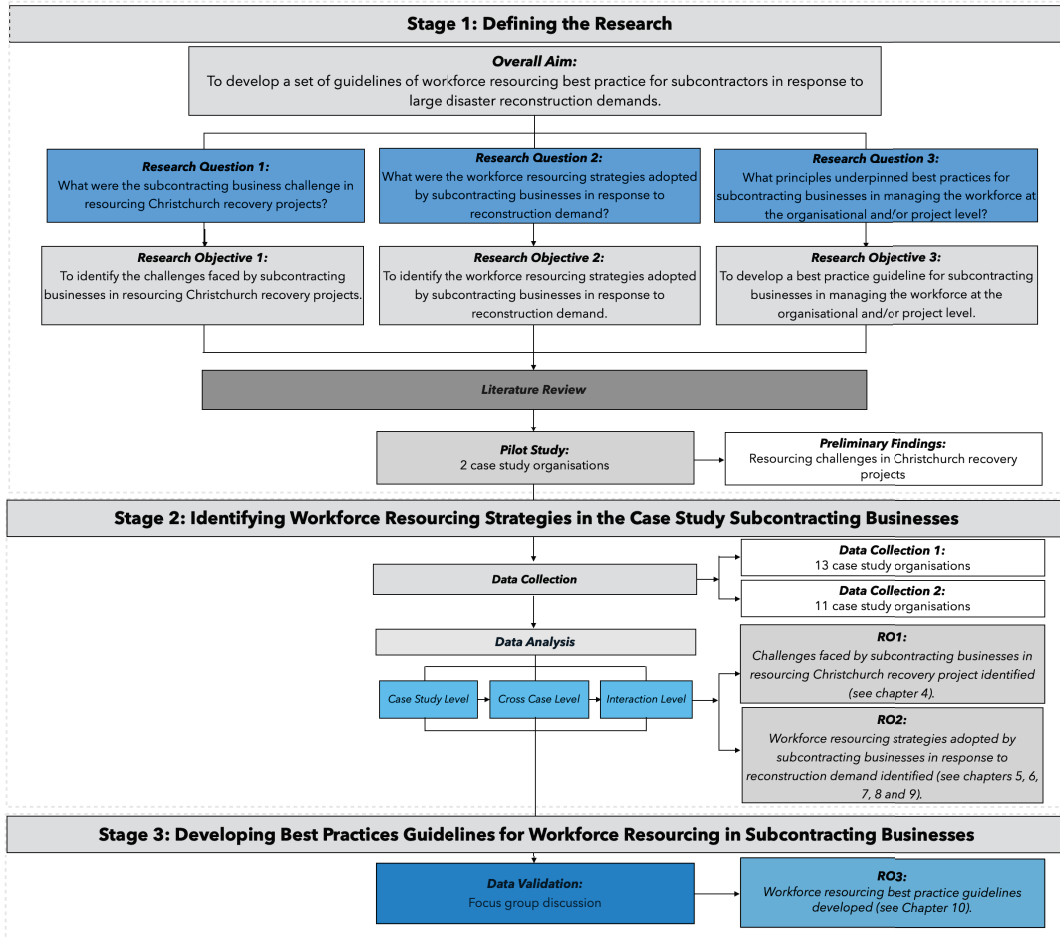 Stage 1: Defining the Research
Overall Aim:
To develop a set of guidelines of workforce resourcing best practice for subcontractors in response to
large disaster reconstruction demands.
Research Question 1:
What were the subcontracting business challenge in
resourcing Christchurch recovery projects?
Research Question 2:
What were the workforce resourcing strategies adopted
by subcontracting businesses in response to
reconstruction demand?
Research Question 3:
What principles underpinned best practices for
subcontracting businesses in managing the workforce at
the organisational and/or project level?
Research Objective 1:
To identify the challenges faced by subcontracting
businesses in resourcing Christchurch recovery projects.
Research Objective 2:
To identify the workforce resourcing strategies adopted
by subcontracting businesses in response to
reconstruction demand.
Research Objective 3:
To develop a best practice guideline for subcontracting
businesses in managing the workforce at the
organisational and/or project level.
Literature Review
Pilot Study:
2 case study organisations
Preliminary Findings:
Resourcing challenges in Christchurch recovery
projects
Stage 2: Identifying Workforce Resourcing Strategies in the Case Study Subcontracting Businesses
Data Collection
Data Collection 1:
13 case study organisations
Data Collection 2:
11 case study organisations
Data Analysis
Case Study Level
Cross Case Level
Interaction Level
RO1:
Challenges faced by subcontracting businesses in
resourcing Christchurch recovery project identified
(see chapter 4).
RO2:
Workforce resourcing strategies adopted by
subcontracting businesses in response to
reconstruction demand identified (see chapters 5, 6,
7, 8 and 9).
Stage 3: Developing Best Practices Guidelines for Workforce Resourcing in Subcontracting Businesses
Data Validation:
Focus group discussion
RO3:
Workforce resourcing best practice guidelines
developed (see Chapter 10).